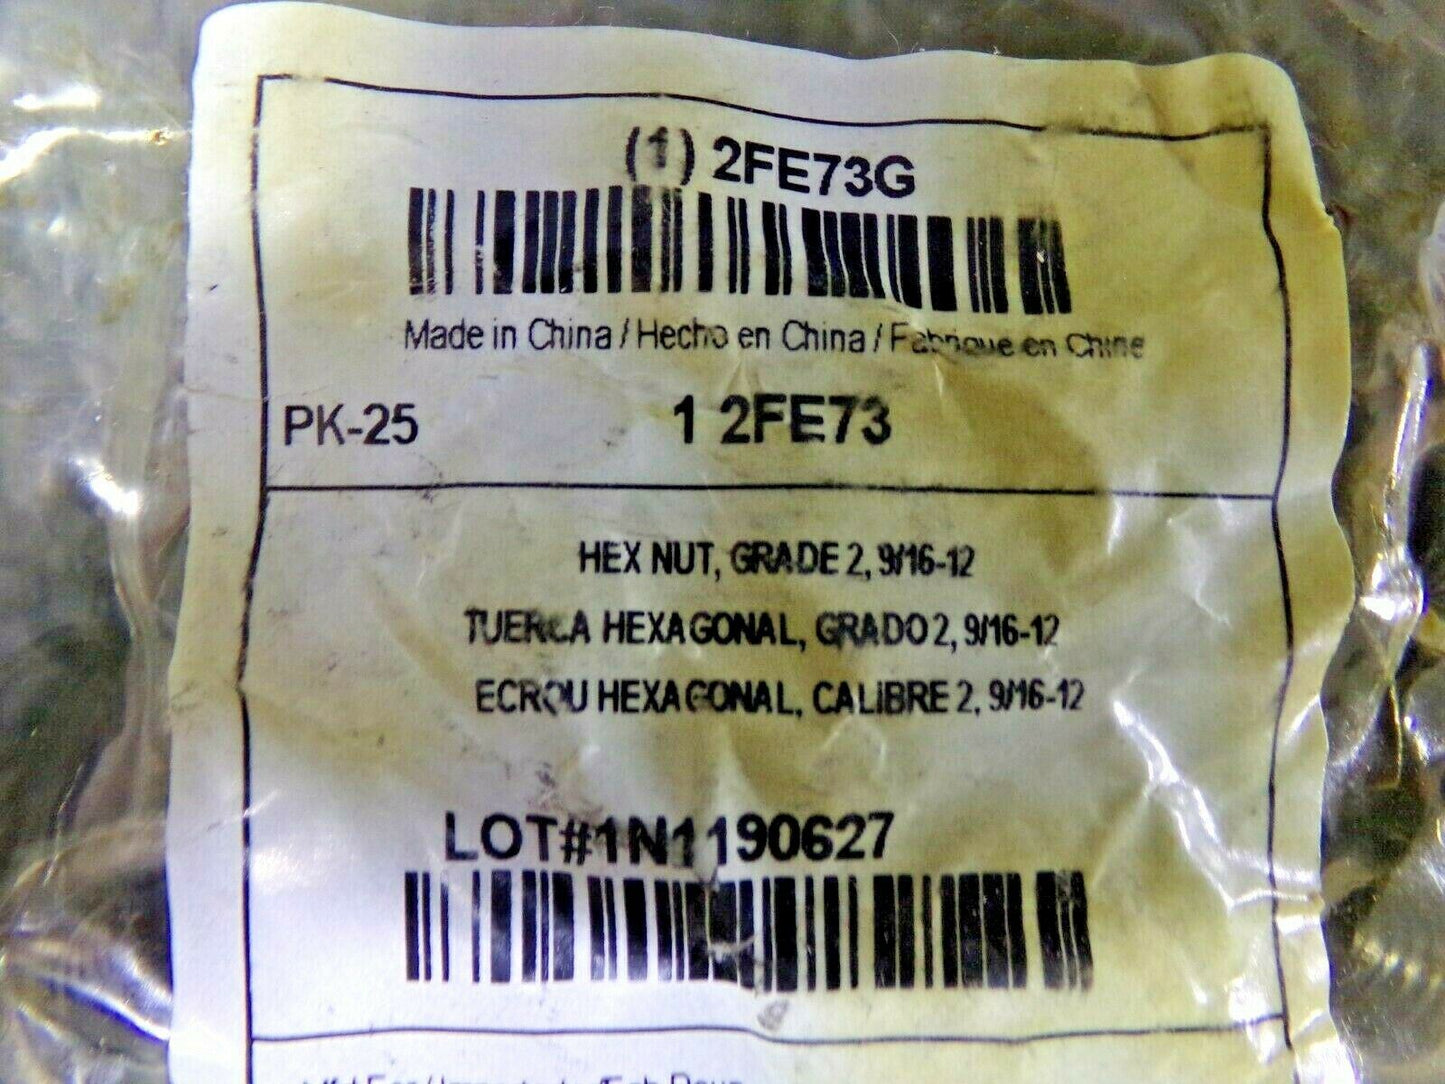 (1) 2FE73G
Made in China / Hecho en China / Fabrique en Chine
PK-25 1 2FE73
HEX NUT, GRADE 2, 9/16-12
TUERCA HEXAGONAL, GRADO 2, 9/16-12
ECROU HEXAGONAL, CALIBRE 2, 9/16-12
LOT#1N1190627